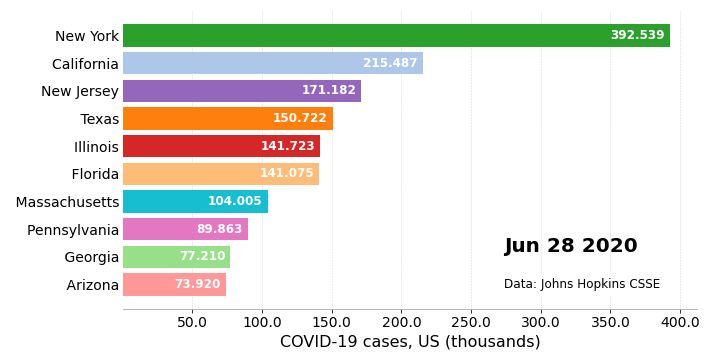 New York 392.539
California 215.487
New Jersey 171.182
Texas 150.722
Illinois 141.723
Florida 141.075
Massachusetts 104.005
Pennsylvania 89.863
Georgia 77.210
Arizona 73.920
Jun 28 2020
Data: Johns Hopkins CSSE
50.0 100.0 150.0 200.0 250.0 300.0 350.0 400.0
COVID-19 cases, US (thousands)